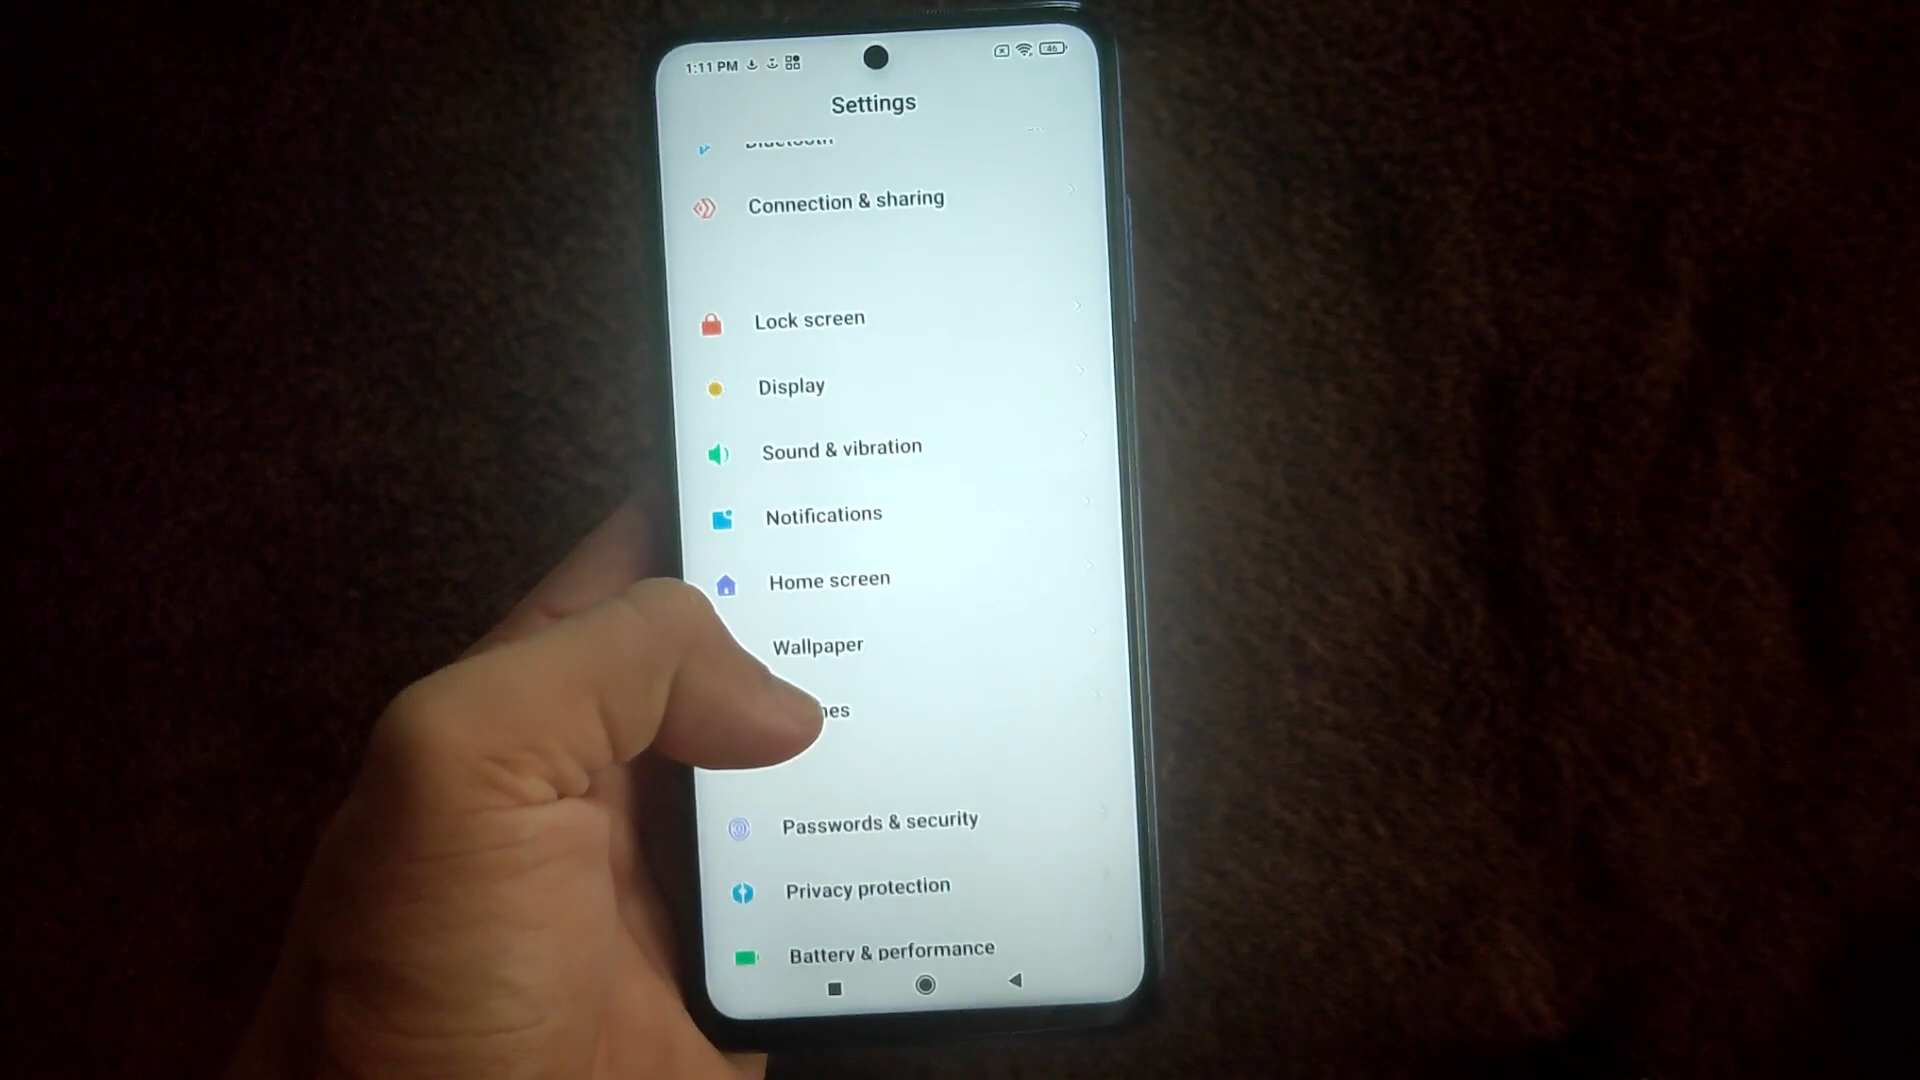 1:11 PM
46
Settings
Bluetooth
Connection & sharing
Lock screen
Display
Sound & vibration
Notifications
Home screen
Wallpaper
Passwords & security
Privacy protection
Battery & performance